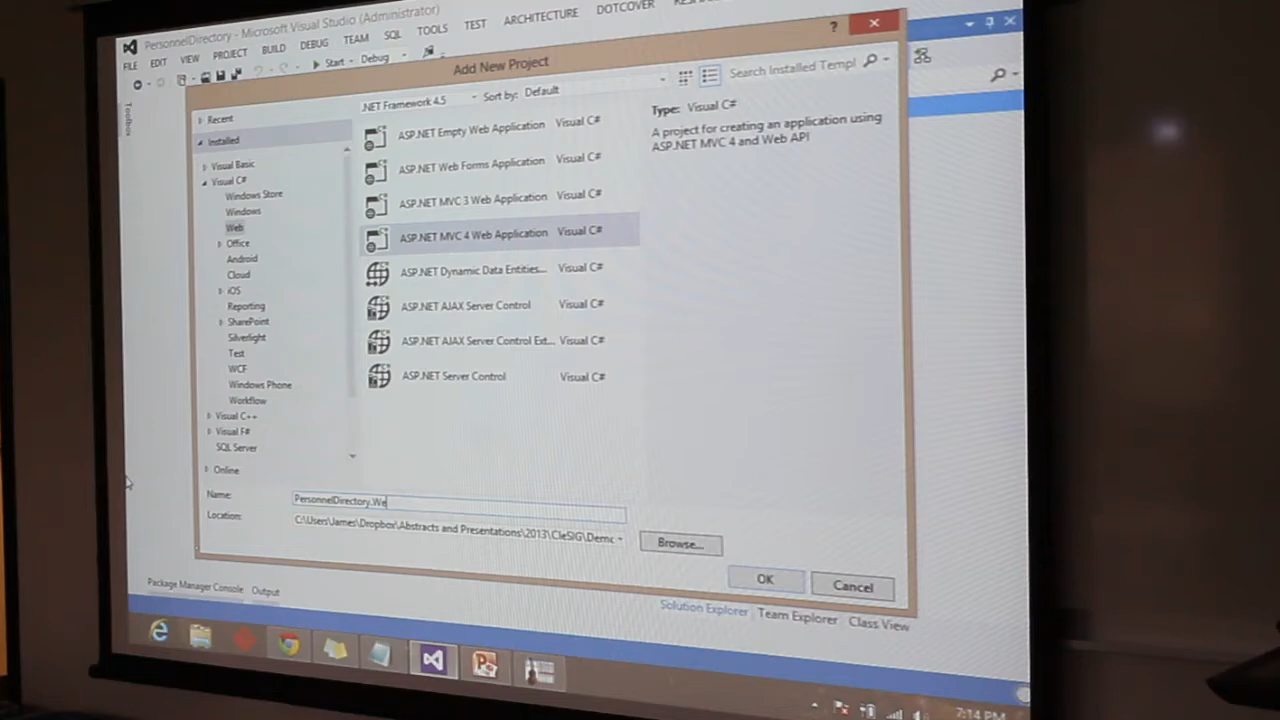 PersonnelDirectory - Microsoft Visual Studio (Administrator)
FILE EDIT VIEW PROJECT BUILD DEBUG TEAM SQL TOOLS TEST ARCHITECTURE DOTCOVER
Start Debug
Toolbox
Add New Project
?
Recent
.NET Framework 4.5 Sort by: Default
Search Installed Templ
Installed
Visual Basic
Visual C#
Windows Store
Windows
Web
Office
Android
Cloud
iOS
Reporting
SharePoint
Silverlight
Test
WCF
Windows Phone
Workflow
Visual C++
Visual F#
SQL Server
Online
ASP.NET Empty Web Application Visual C#
ASP.NET Web Forms Application Visual C#
ASP.NET MVC 3 Web Application Visual C#
ASP.NET MVC 4 Web Application Visual C#
ASP.NET Dynamic Data Entities... Visual C#
ASP.NET AJAX Server Control Visual C#
ASP.NET AJAX Server Control Ext... Visual C#
ASP.NET Server Control Visual C#
Type: Visual C#
A project for creating an application using
ASP.NET MVC 4 and Web API
Name: PersonnelDirectory.We
Location: C:\Users\James\Dropbox\Abstracts and Presentations\2013\CleSIG\Demo
Browse...
OK Cancel
Package Manager Console Output
Solution Explorer Team Explorer Class View
7:14 PM